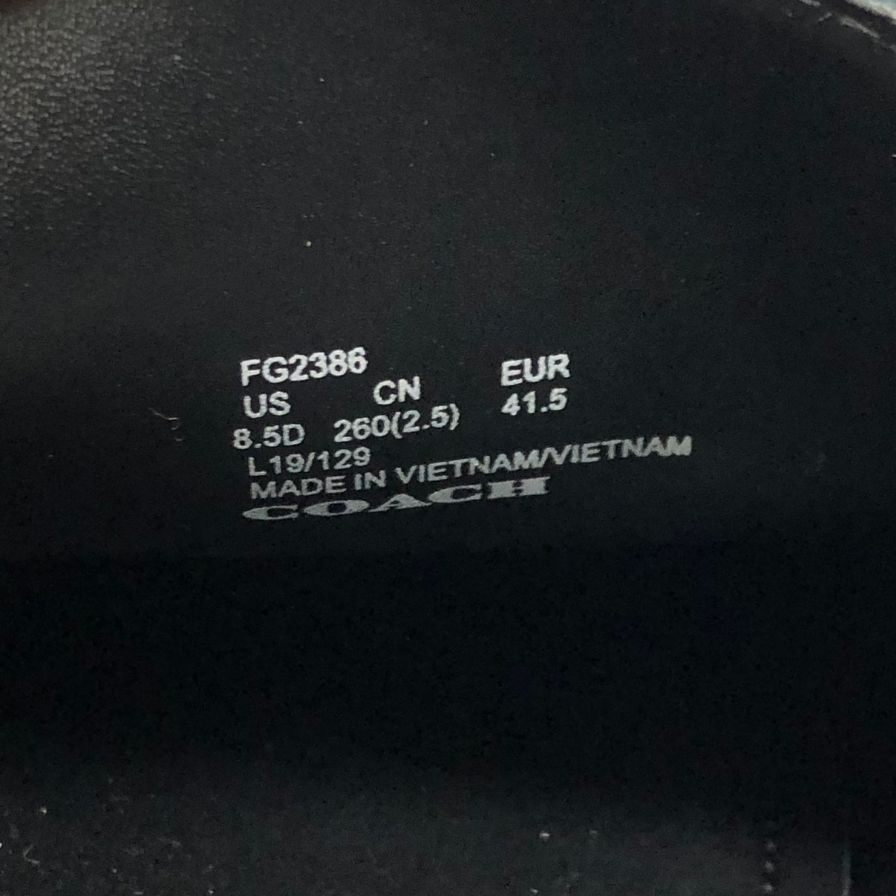 FG2386
US CN EUR
8.5D 260(2.5) 41.5
L19/129
MADE IN VIETNAM/VIETNAM
COACH